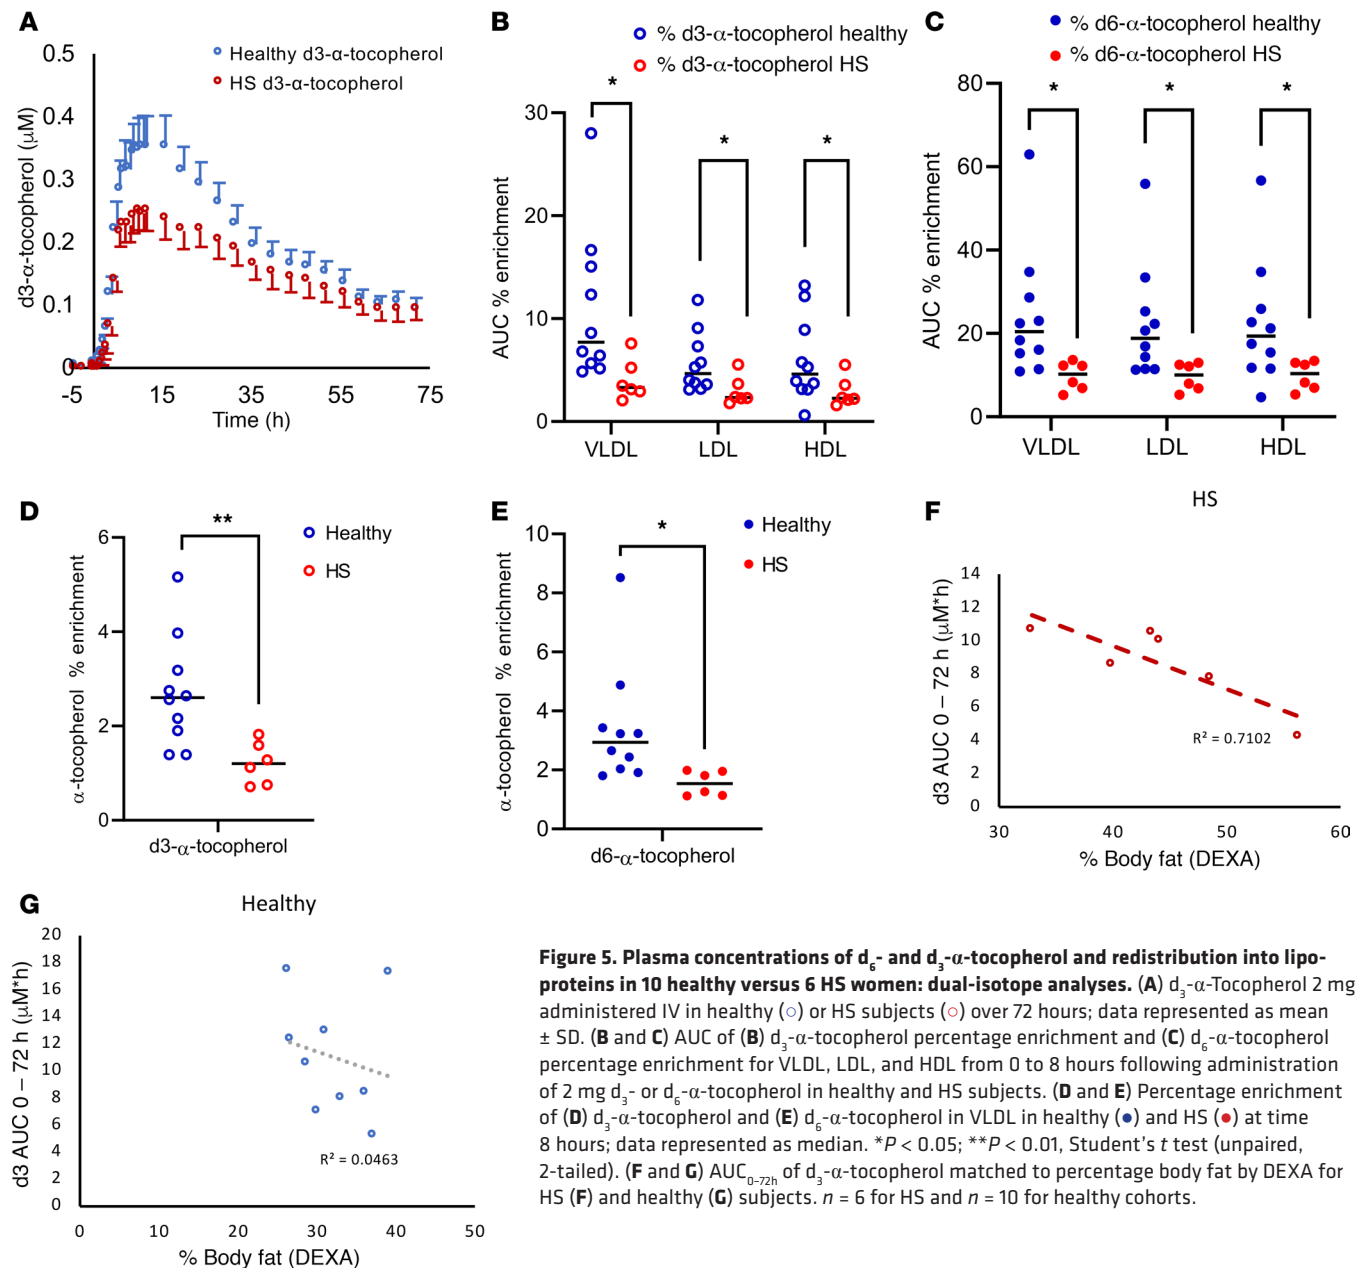 A
Healthy d3-α-tocopherol
HS d3-α-tocopherol
d3-α-tocopherol (μM)
0.5
0.4
0.3
0.2
0.1
0
-5 15 35 55 75
Time (h)
B
% d3-α-tocopherol healthy
% d3-α-tocopherol HS
AUC % enrichment
30
20
10
0
* * *
VLDL LDL HDL
C
% d6-α-tocopherol healthy
% d6-α-tocopherol HS
AUC % enrichment
80
60
40
20
0
* * *
VLDL LDL HDL
D
**
Healthy
HS
α-tocopherol % enrichment
6
4
2
0
d3-α-tocopherol
E
*
Healthy
HS
α-tocopherol % enrichment
10
8
6
4
2
0
d6-α-tocopherol
F
HS
d3 AUC 0 – 72 h (μM*h)
14
12
10
8
6
4
2
0
R² = 0.7102
30 40 50 60
% Body fat (DEXA)
G
Healthy
d3 AUC 0 – 72 h (μM*h)
20
18
16
14
12
10
8
6
4
2
0
R² = 0.0463
0 10 20 30 40 50
% Body fat (DEXA)
Figure 5. Plasma concentrations of d₆- and d₃-α-tocopherol and redistribution into lipo-
proteins in 10 healthy versus 6 HS women: dual-isotope analyses. (A) d₃-α-Tocopherol 2 mg
administered IV in healthy (○) or HS subjects (○) over 72 hours; data represented as mean
± SD. (B and C) AUC of (B) d₃-α-tocopherol percentage enrichment and (C) d₆-α-tocopherol
percentage enrichment for VLDL, LDL, and HDL from 0 to 8 hours following administration
of 2 mg d₃- or d₆-α-tocopherol in healthy and HS subjects. (D and E) Percentage enrichment
of (D) d₃-α-tocopherol and (E) d₆-α-tocopherol in VLDL in healthy (●) and HS (●) at time
8 hours; data represented as median. *P < 0.05; **P < 0.01, Student's t test (unpaired,
2-tailed). (F and G) AUC₀₋₇₂ₕ of d₃-α-tocopherol matched to percentage body fat by DEXA for
HS (F) and healthy (G) subjects. n = 6 for HS and n = 10 for healthy cohorts.